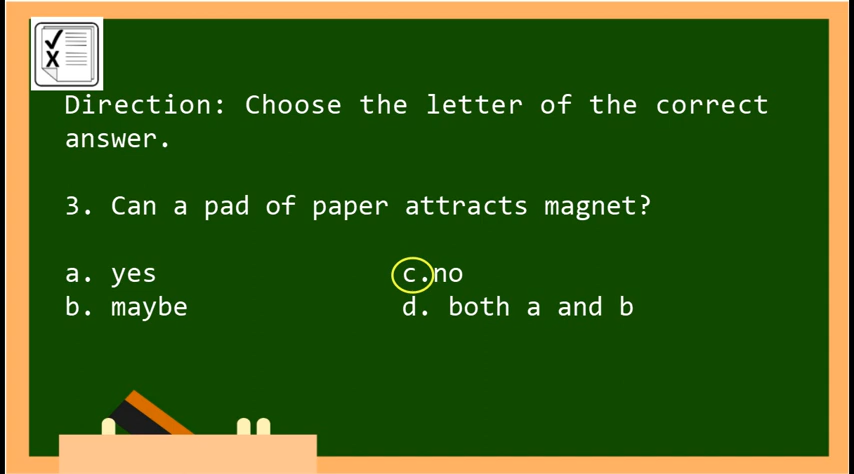 Direction: Choose the letter of the correct
answer.
3. Can a pad of paper attracts magnet?
a. yes
c.no
b. maybe
d. both a and b